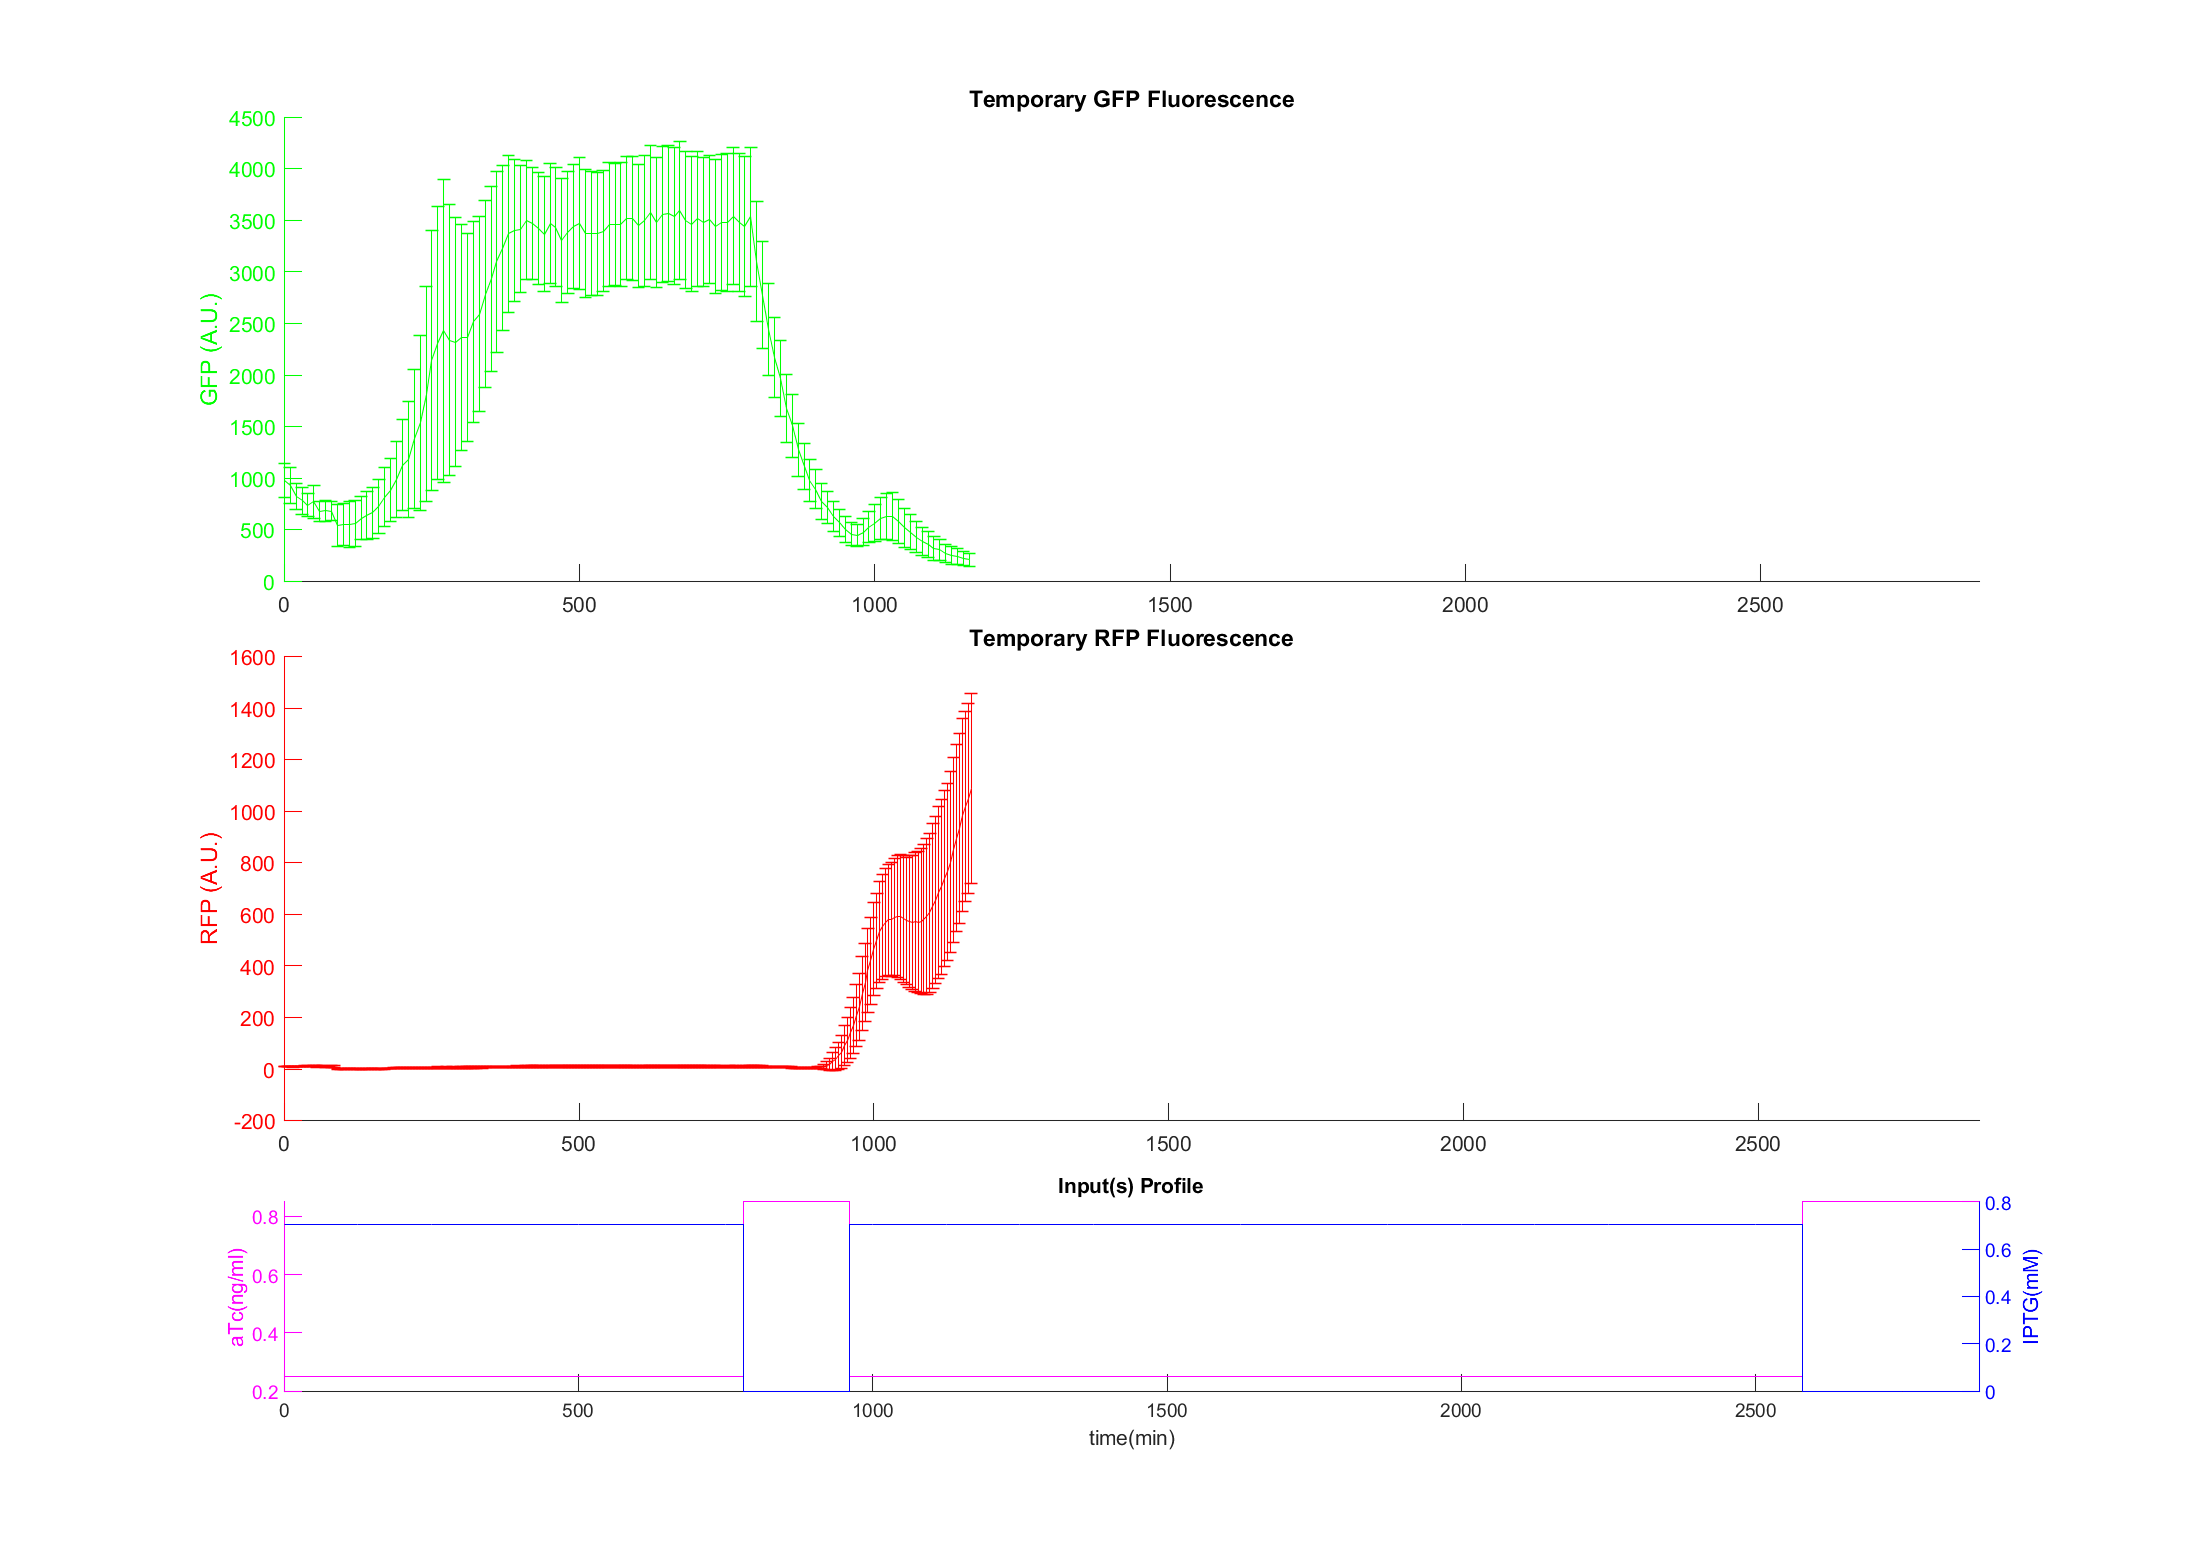 Temporary GFP Fluorescence
4500
4000
3500
3000
2500
2000
1500
1000
500
0
GFP (A.U.)
0 500 1000 1500 2000 2500
Temporary RFP Fluorescence
1600
1400
1200
1000
800
600
400
200
0
-200
RFP (A.U.)
0 500 1000 1500 2000 2500
Input(s) Profile
0.8
0.6
0.4
0.2
aTc(ng/ml)
0.8
0.6
0.4
0.2
0
IPTG(mM)
0 500 1000 1500 2000 2500
time(min)